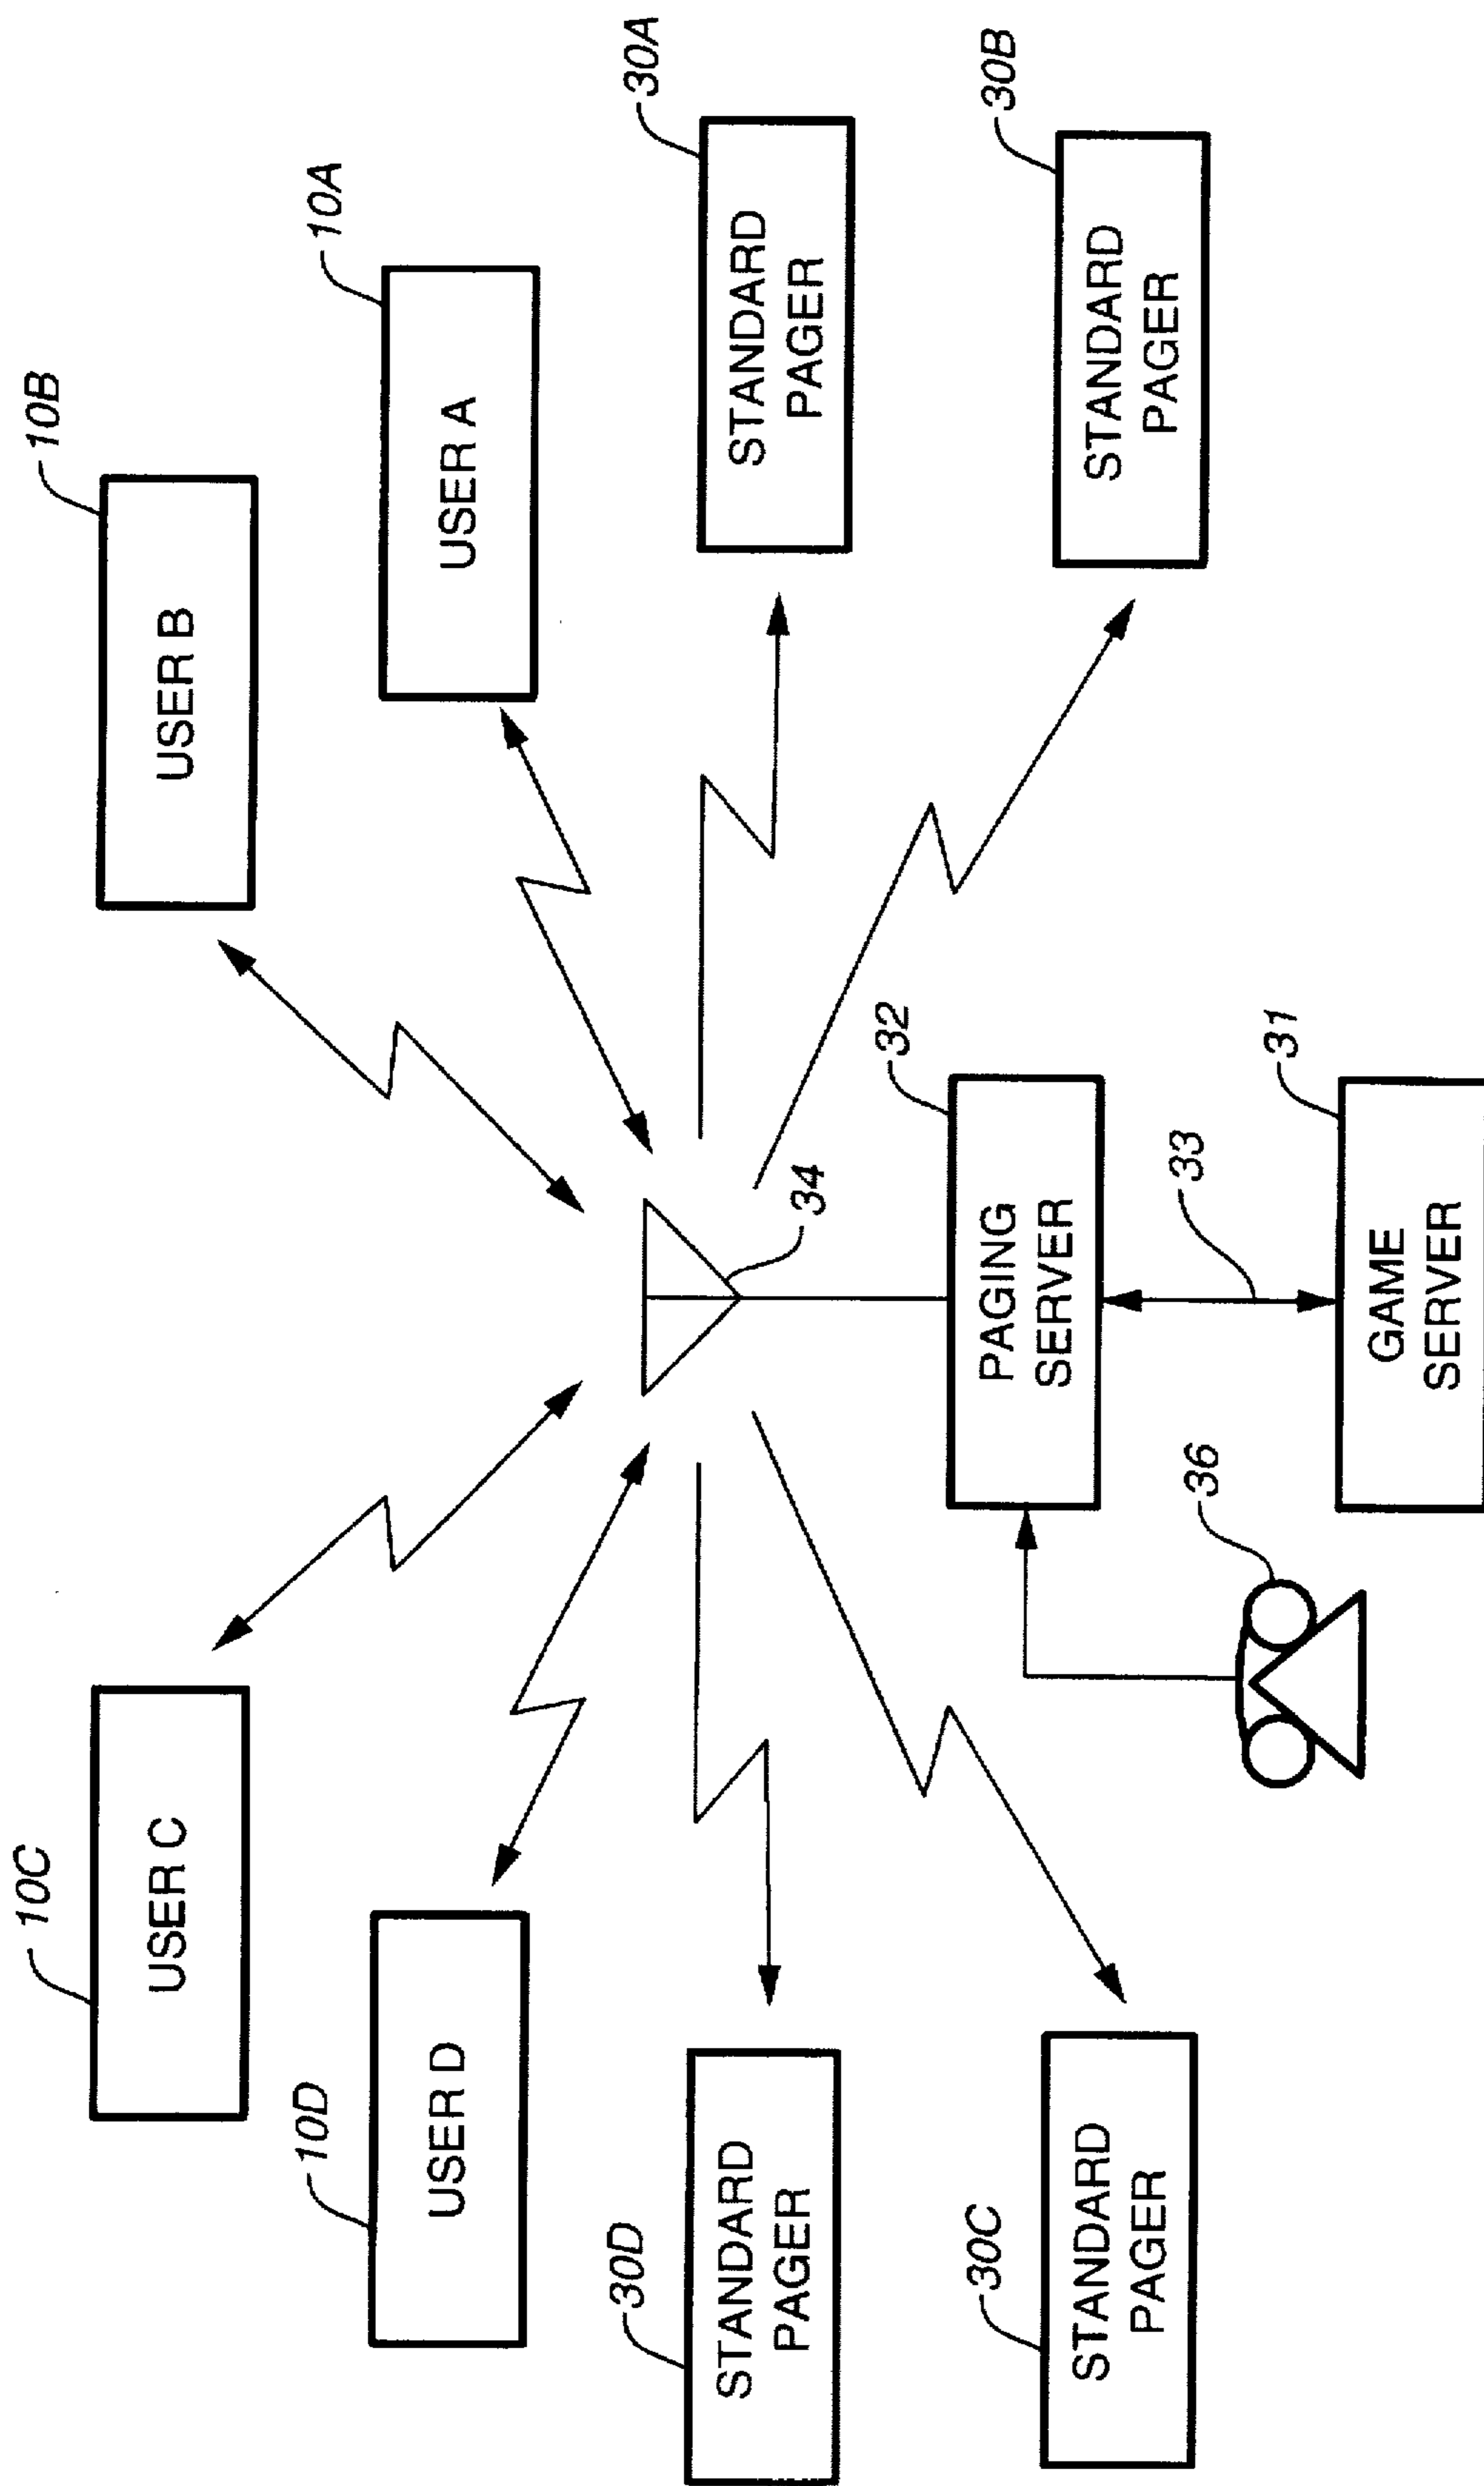 10C
USER C
10B
USER B
10D
USER D
10A
USER A
30D
STANDARD
PAGER
30A
STANDARD
PAGER
34
30C
STANDARD
PAGER
32
PAGING
SERVER
30B
STANDARD
PAGER
36
33
31
GAME
SERVER